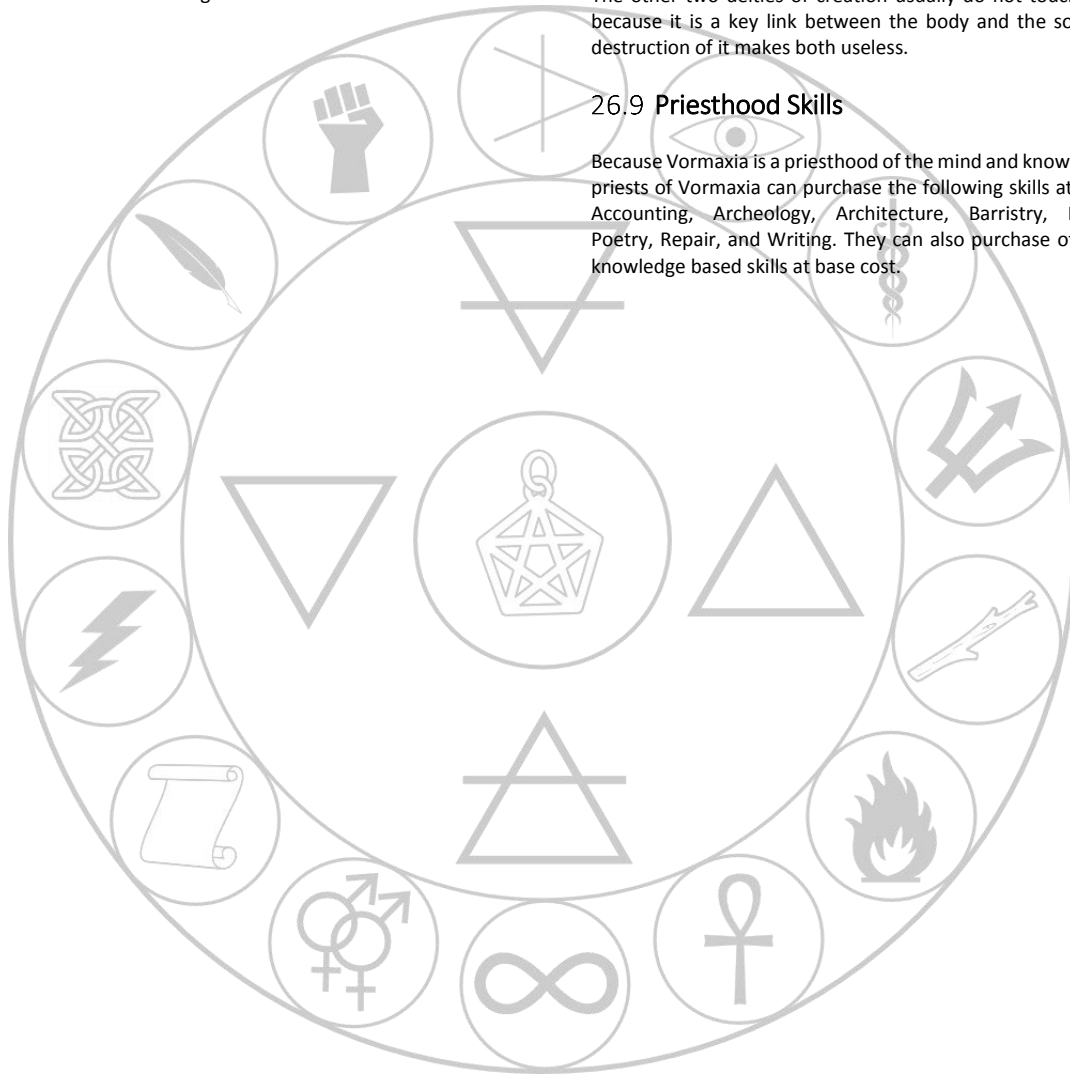 The other two deities of creation usually do not touch
because it is a key link between the body and the so
destruction of it makes both useless.
26.9 Priesthood Skills
Because Vormaxia is a priesthood of the mind and know
priests of Vormaxia can purchase the following skills at
Accounting, Archeology, Architecture, Barristry,
Poetry, Repair, and Writing. They can also purchase
knowledge based skills at base cost.